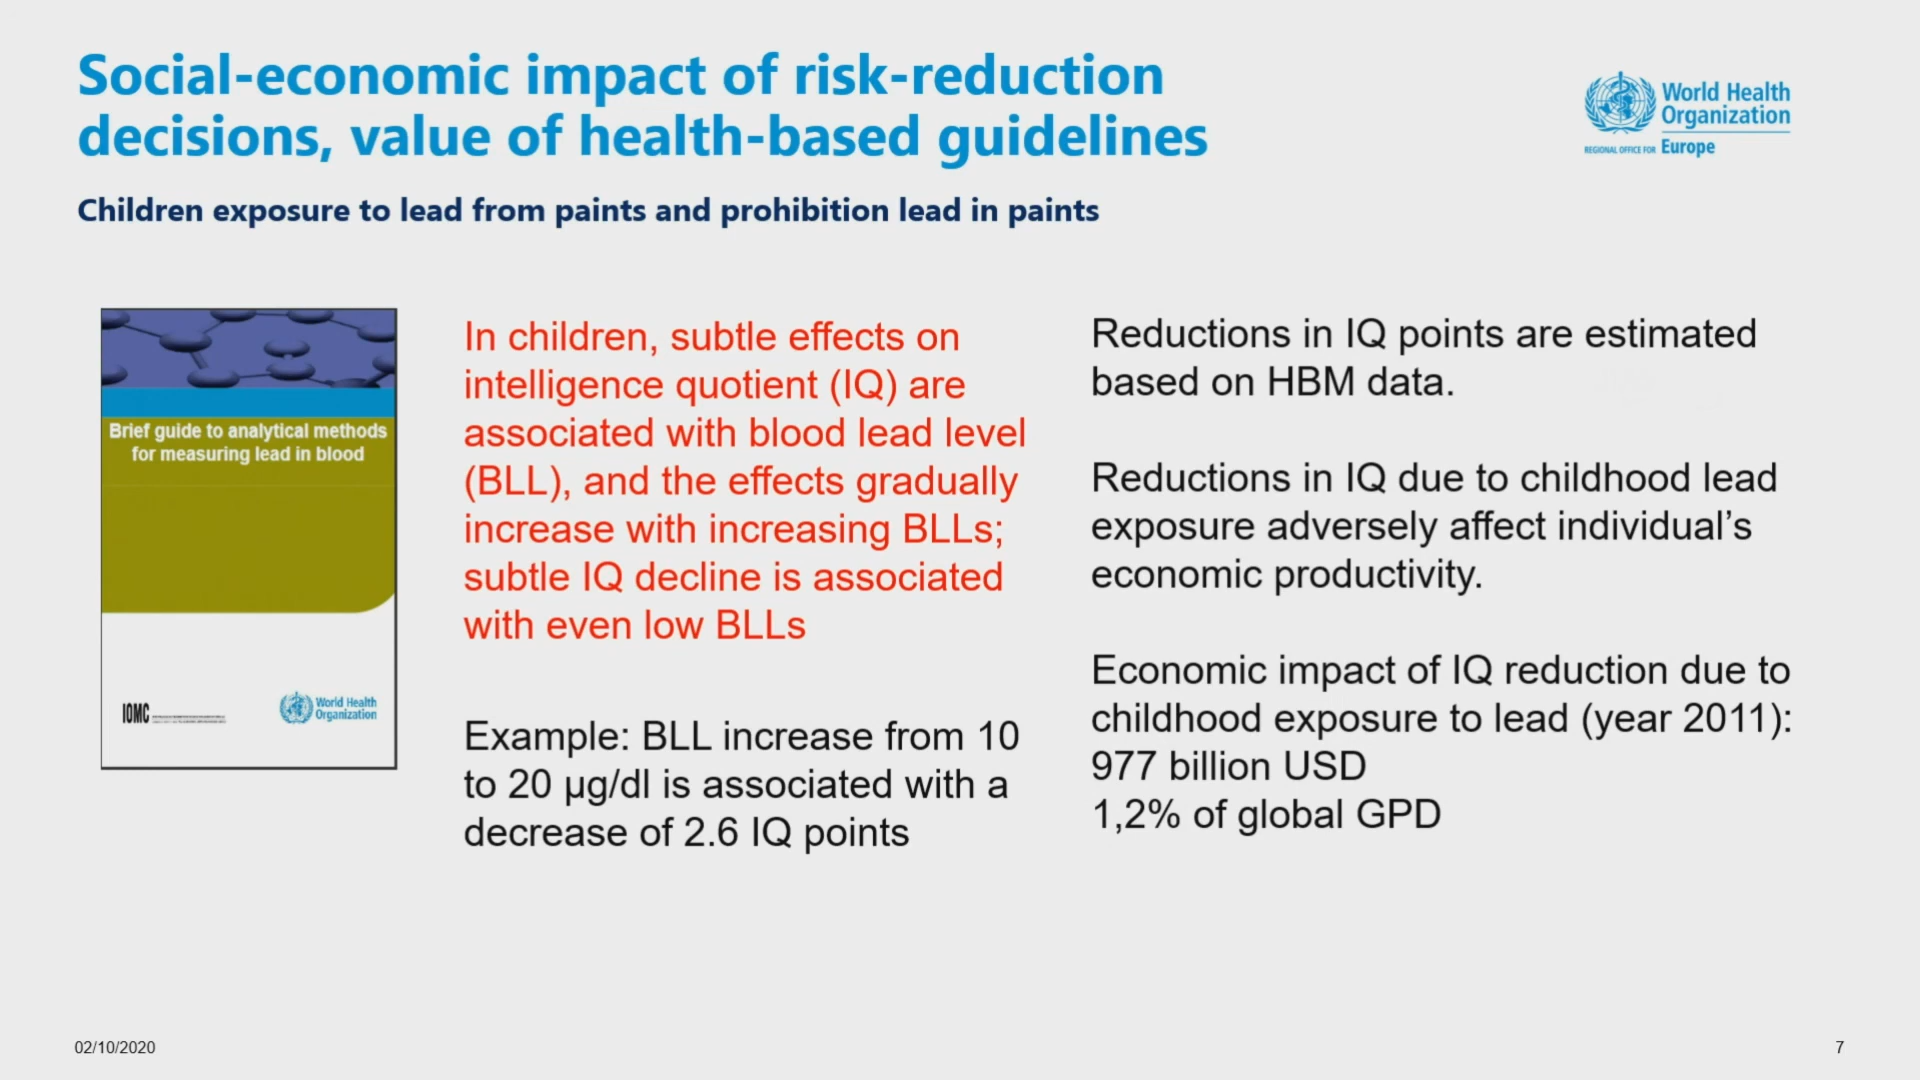 Social-economic impact of risk-reduction
decisions, value of health-based guidelines
World Health
Organization
REGIONAL OFFICE FOR Europe
Children exposure to lead from paints and prohibition lead in paints
Brief guide to analytical methods
for measuring lead in blood
IOMC
World Health
Organization
In children, subtle effects on
intelligence quotient (IQ) are
associated with blood lead level
(BLL), and the effects gradually
increase with increasing BLLs;
subtle IQ decline is associated
with even low BLLs
Example: BLL increase from 10
to 20 µg/dl is associated with a
decrease of 2.6 IQ points
Reductions in IQ points are estimated
based on HBM data.
Reductions in IQ due to childhood lead
exposure adversely affect individual’s
economic productivity.
Economic impact of IQ reduction due to
childhood exposure to lead (year 2011):
977 billion USD
1,2% of global GPD
02/10/2020
7